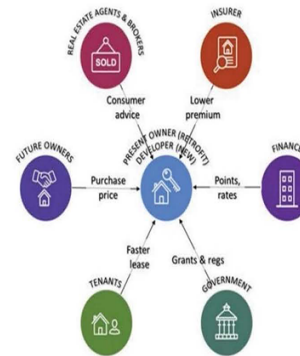 REAL ESTATE AGENTS & BROKERS
SOLD
INSURER
Consumer
advice
Lower
premium
PRESENT OWNER (RETROFIT)
DEVELOPER (NEW)
FUTURE OWNERS
Purchase
price
FINANCE
Points,
rates
Faster
lease
Grants & regs
TENANTS
GOVERNMENT